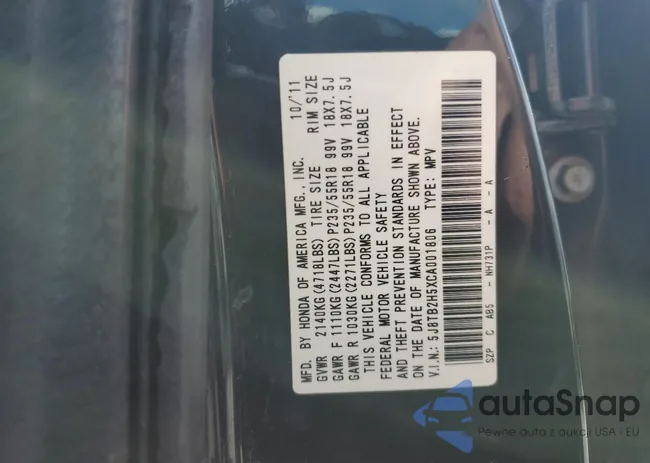 MFD. BY HONDA OF AMERICA MFG., INC. 10/'11
GVWR 2140KG(4718LBS) TIRE SIZE RIM SIZE
GAWR F 1110KG(2447LBS)P235/55R18 99V 18X7.5J
GAWR R 1030KG(2271LBS)P235/55R18 99V 18X7.5J
THIS VEHICLE CONFORMS TO ALL APPLICABLE
FEDERAL MOTOR VEHICLE SAFETY
AND THEFT PREVENTION STANDARDS IN EFFECT
ON THE DATE OF MANUFACTURE SHOWN ABOVE.
V.I.N.: 5J8TB2H5XCA001806 TYPE: MPV
SZP C A85 - NH731P - A - A
autaSnap
Pewne auta z aukcji USA - EU